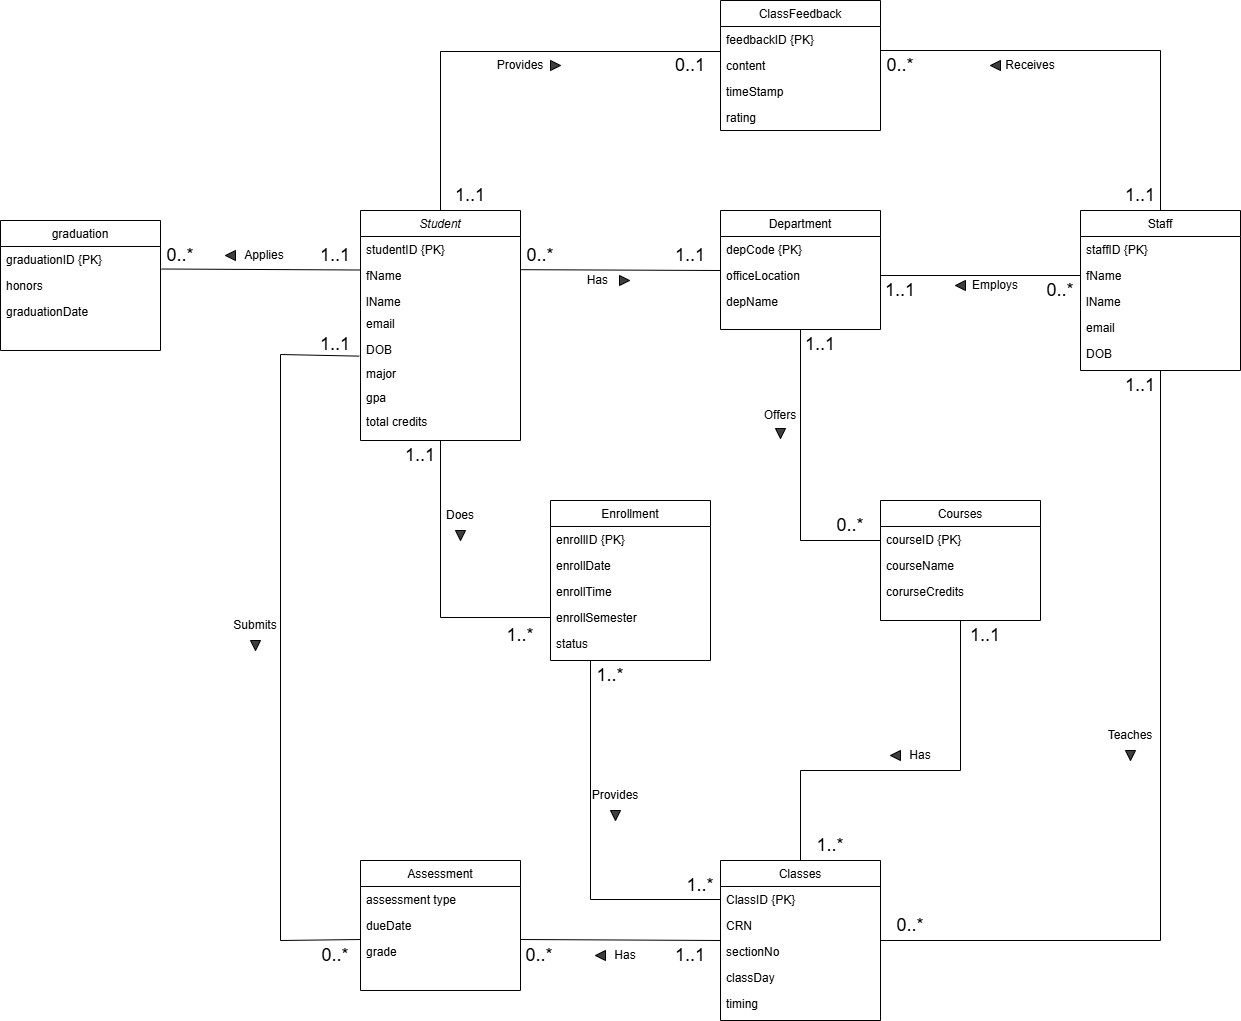 ClassFeedback
feedbackID {PK}
content
timeStamp
rating
Provides
0..1
0..*
Receives
1..1
1..1
graduation
graduationID {PK}
honors
graduationDate
0..*
Applies
1..1
Student
studentID {PK}
fName
lName
email
DOB
major
gpa
total credits
0..*
Has
1..1
Department
depCode {PK}
officeLocation
depName
1..1
Employs
0..*
Staff
staffID {PK}
fName
lName
email
DOB
1..1
1..1
1..1
1..1
Offers
Does
0..*
Enrollment
enrollID {PK}
enrollDate
enrollTime
enrollSemester
status
Courses
courseID {PK}
courseName
corurseCredits
Submits
1..*
1..*
1..1
Teaches
Has
Provides
1..*
1..*
Assessment
assessment type
dueDate
grade
0..*
0..*
Has
1..1
Classes
ClassID {PK}
CRN
sectionNo
classDay
timing
0..*